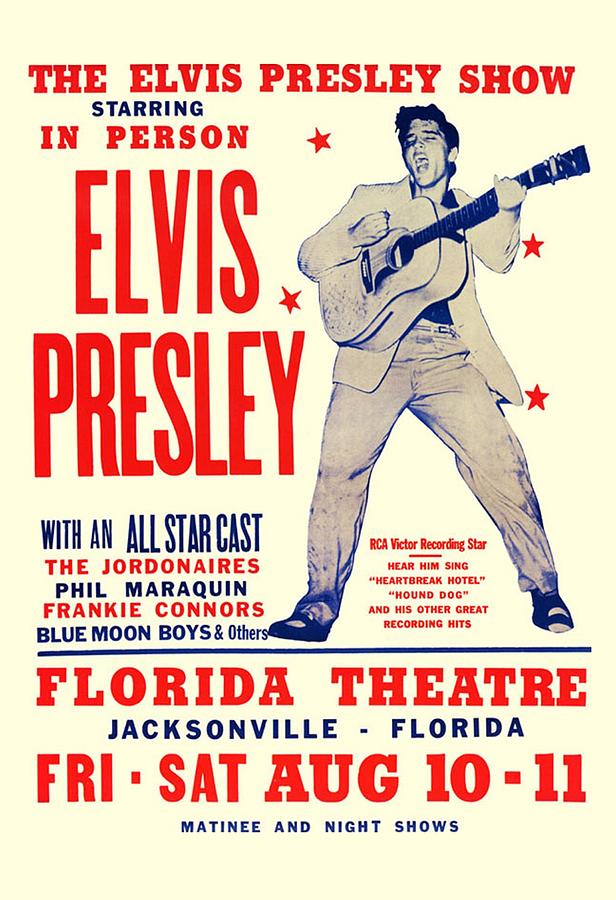 THE ELVIS PRESLEY SHOW
STARRING
IN PERSON
ELVIS
PRESLEY
WITH AN ALL STAR CAST
THE JORDONAIRES
PHIL MARAQUIN
FRANKIE CONNORS
BLUE MOON BOYS & Others
RCA Victor Recording Star
HEAR HIM SING
"HEARTBREAK HOTEL"
"HOUND DOG"
AND HIS OTHER GREAT
RECORDING HITS
FLORIDA THEATRE
JACKSONVILLE - FLORIDA
FRI · SAT AUG 10 - 11
MATINEE AND NIGHT SHOWS